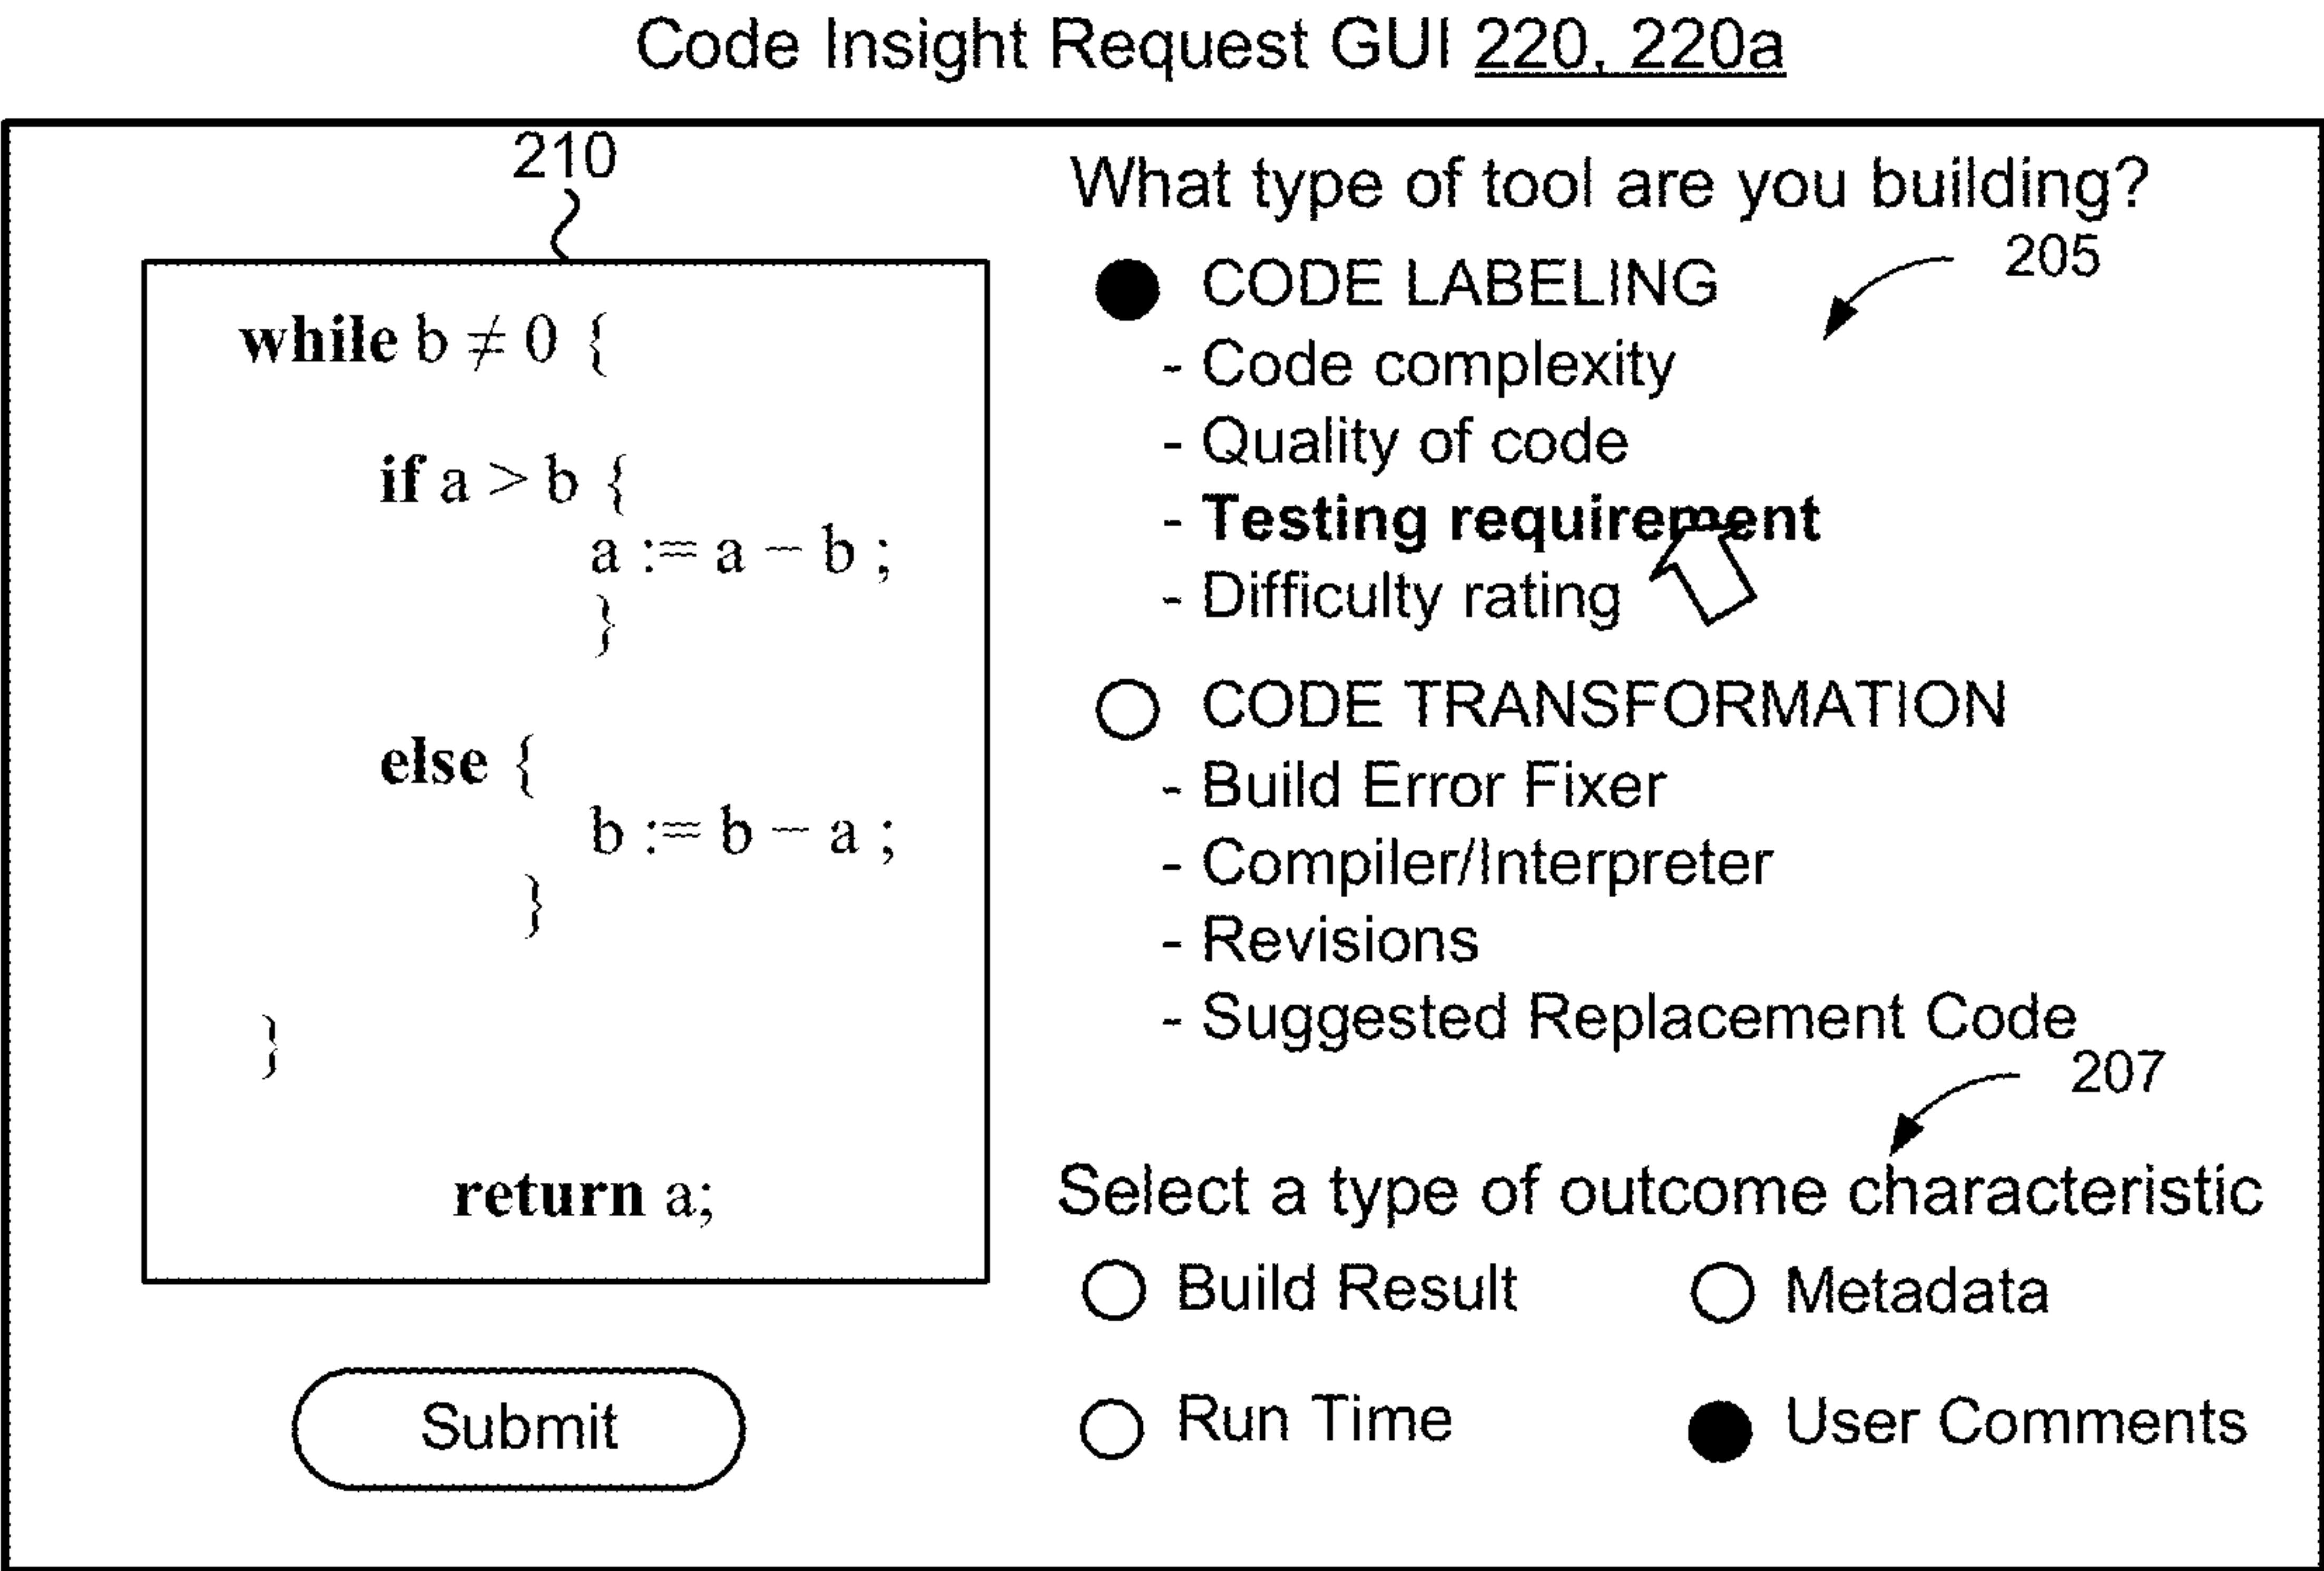 Code Insight Request GUI 220, 220a
210
while b ≠ 0 {
if a > b {
a := a – b ;
}
else {
b := b – a ;
}
}
return a;
Submit
What type of tool are you building?
205
CODE LABELING
- Code complexity
- Quality of code
- Testing requirement
- Difficulty rating
CODE TRANSFORMATION
- Build Error Fixer
- Compiler/Interpreter
- Revisions
- Suggested Replacement Code
207
Select a type of outcome characteristic
Build Result
Metadata
Run Time
User Comments